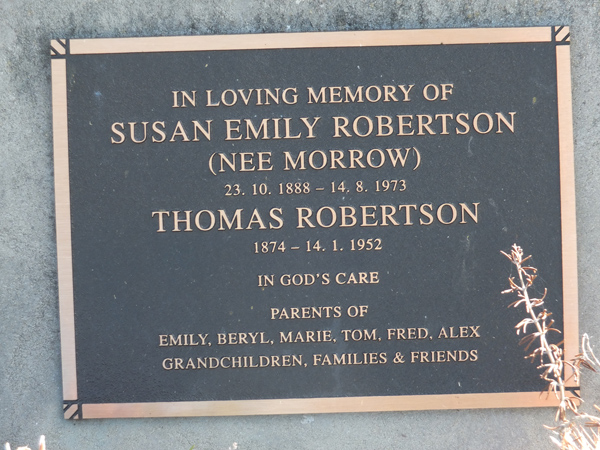 IN LOVING MEMORY OF
SUSAN EMILY ROBERTSON
(NEE MORROW)
23. 10. 1888 – 14. 8. 1973
THOMAS ROBERTSON
1874 – 14. 1. 1952
IN GOD'S CARE
PARENTS OF
EMILY, BERYL, MARIE, TOM, FRED, ALEX
GRANDCHILDREN, FAMILIES & FRIENDS